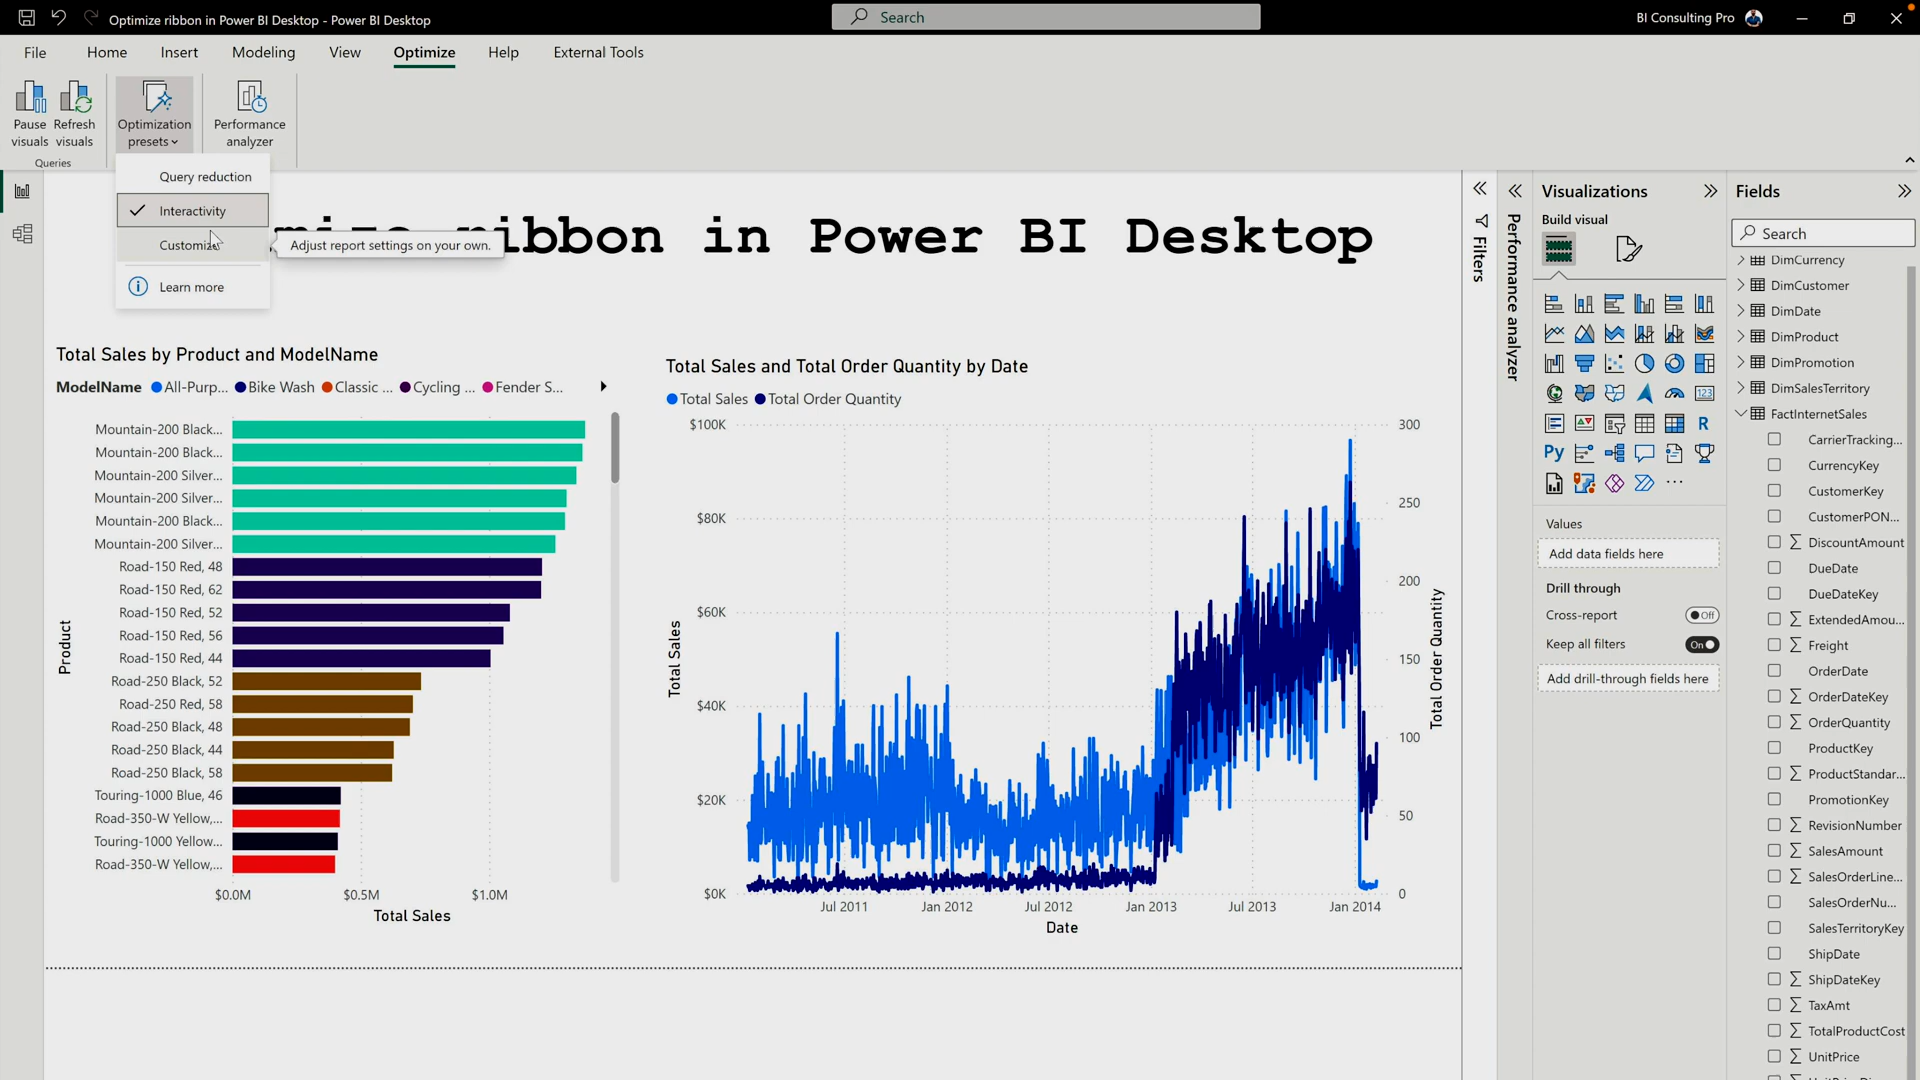 Optimize ribbon in Power BI Desktop - Power BI Desktop
Search
BI Consulting Pro
File
Home
Insert
Modeling
View
Optimize
Help
External Tools
Pause visuals
Refresh visuals
Optimization presets
Performance analyzer
Queries
Query reduction
Interactivity
Customize
Adjust report settings on your own.
Learn more
ribbon in Power BI Desktop
Total Sales by Product and ModelName
ModelName All-Purp... Bike Wash Classic ... Cycling ... Fender S...
Product
Mountain-200 Black...
Mountain-200 Black...
Mountain-200 Silver...
Mountain-200 Silver...
Mountain-200 Black...
Mountain-200 Silver...
Road-150 Red, 48
Road-150 Red, 62
Road-150 Red, 52
Road-150 Red, 56
Road-150 Red, 44
Road-250 Black, 52
Road-250 Red, 58
Road-250 Black, 48
Road-250 Black, 44
Road-250 Black, 58
Touring-1000 Blue, 46
Road-350-W Yellow,...
Touring-1000 Yellow...
Road-350-W Yellow,...
$0.0M $0.5M $1.0M
Total Sales
Total Sales and Total Order Quantity by Date
Total Sales Total Order Quantity
Total Sales
$100K
$80K
$60K
$40K
$20K
$0K
300
250
200
150
100
50
0
Total Order Quantity
Jul 2011 Jan 2012 Jul 2012 Jan 2013 Jul 2013 Jan 2014
Date
Filters
Performance analyzer
Visualizations
Build visual
R
Py
123
Values
Add data fields here
Drill through
Cross-report Off
Keep all filters On
Add drill-through fields here
Fields
Search
DimCurrency
DimCustomer
DimDate
DimProduct
DimPromotion
DimSalesTerritory
FactInternetSales
CarrierTracking...
CurrencyKey
CustomerKey
CustomerPON...
DiscountAmount
DueDate
DueDateKey
ExtendedAmou...
Freight
OrderDate
OrderDateKey
OrderQuantity
ProductKey
ProductStandar...
PromotionKey
RevisionNumber
SalesAmount
SalesOrderLine...
SalesOrderNu...
SalesTerritoryKey
ShipDate
ShipDateKey
TaxAmt
TotalProductCost
UnitPrice